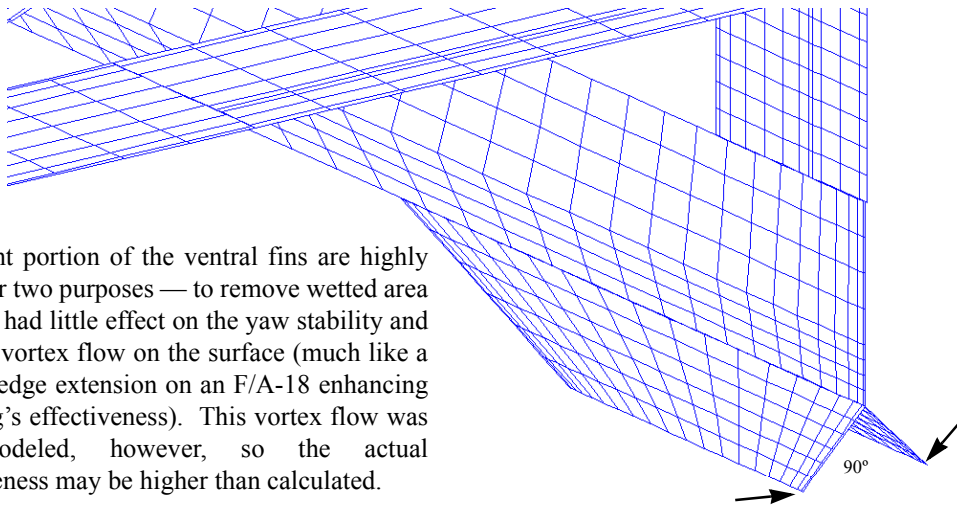 nt portion of the ventral fins are highly
r two purposes — to remove wetted area
had little effect on the yaw stability and
vortex flow on the surface (much like a
edge extension on an F/A-18 enhancing
g's effectiveness). This vortex flow was
odeled, however, so the actual
eness may be higher than calculated.
90º